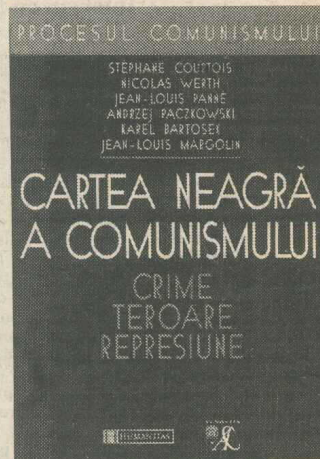 PROCESUL COMUNISMULUI
STÉPHANE COURTOIS
NICOLAS WERTH
JEAN-LOUIS PANNÉ
ANDRZEJ PACZKOWSKI
KAREL BARTOSEK
JEAN-LOUIS MARGOLIN
CARTEA NEAGRĂ
A COMUNISMULUI
CRIME
TEROARE
REPRESIUNE
HUMANITAS